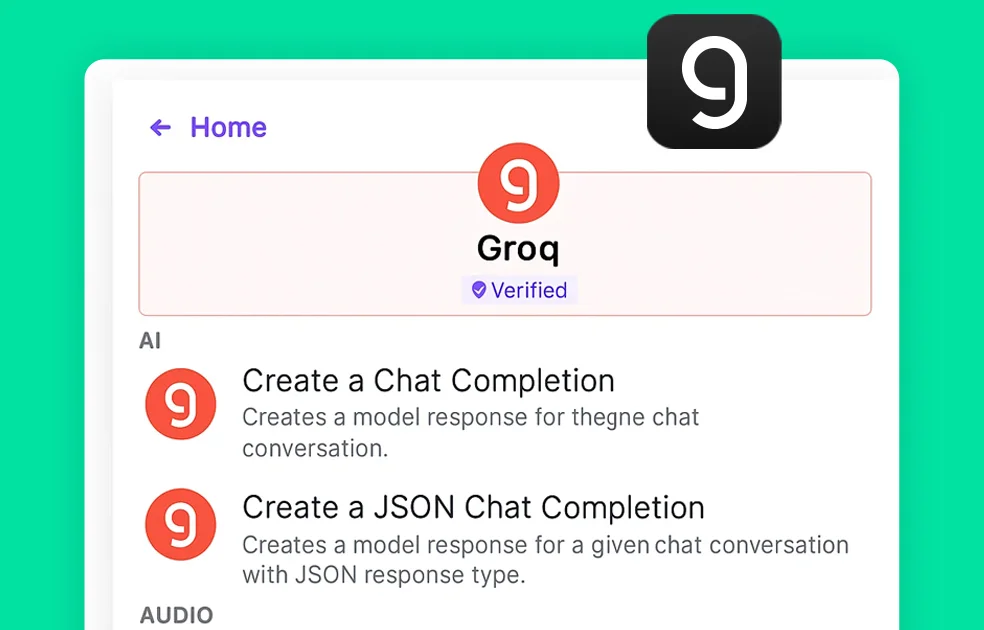 ← Home
Groq
Verified
AI
Create a Chat Completion
Creates a model response for thegne chat
conversation.
Create a JSON Chat Completion
Creates a model response for a given chat conversation
with JSON response type.
AUDIO